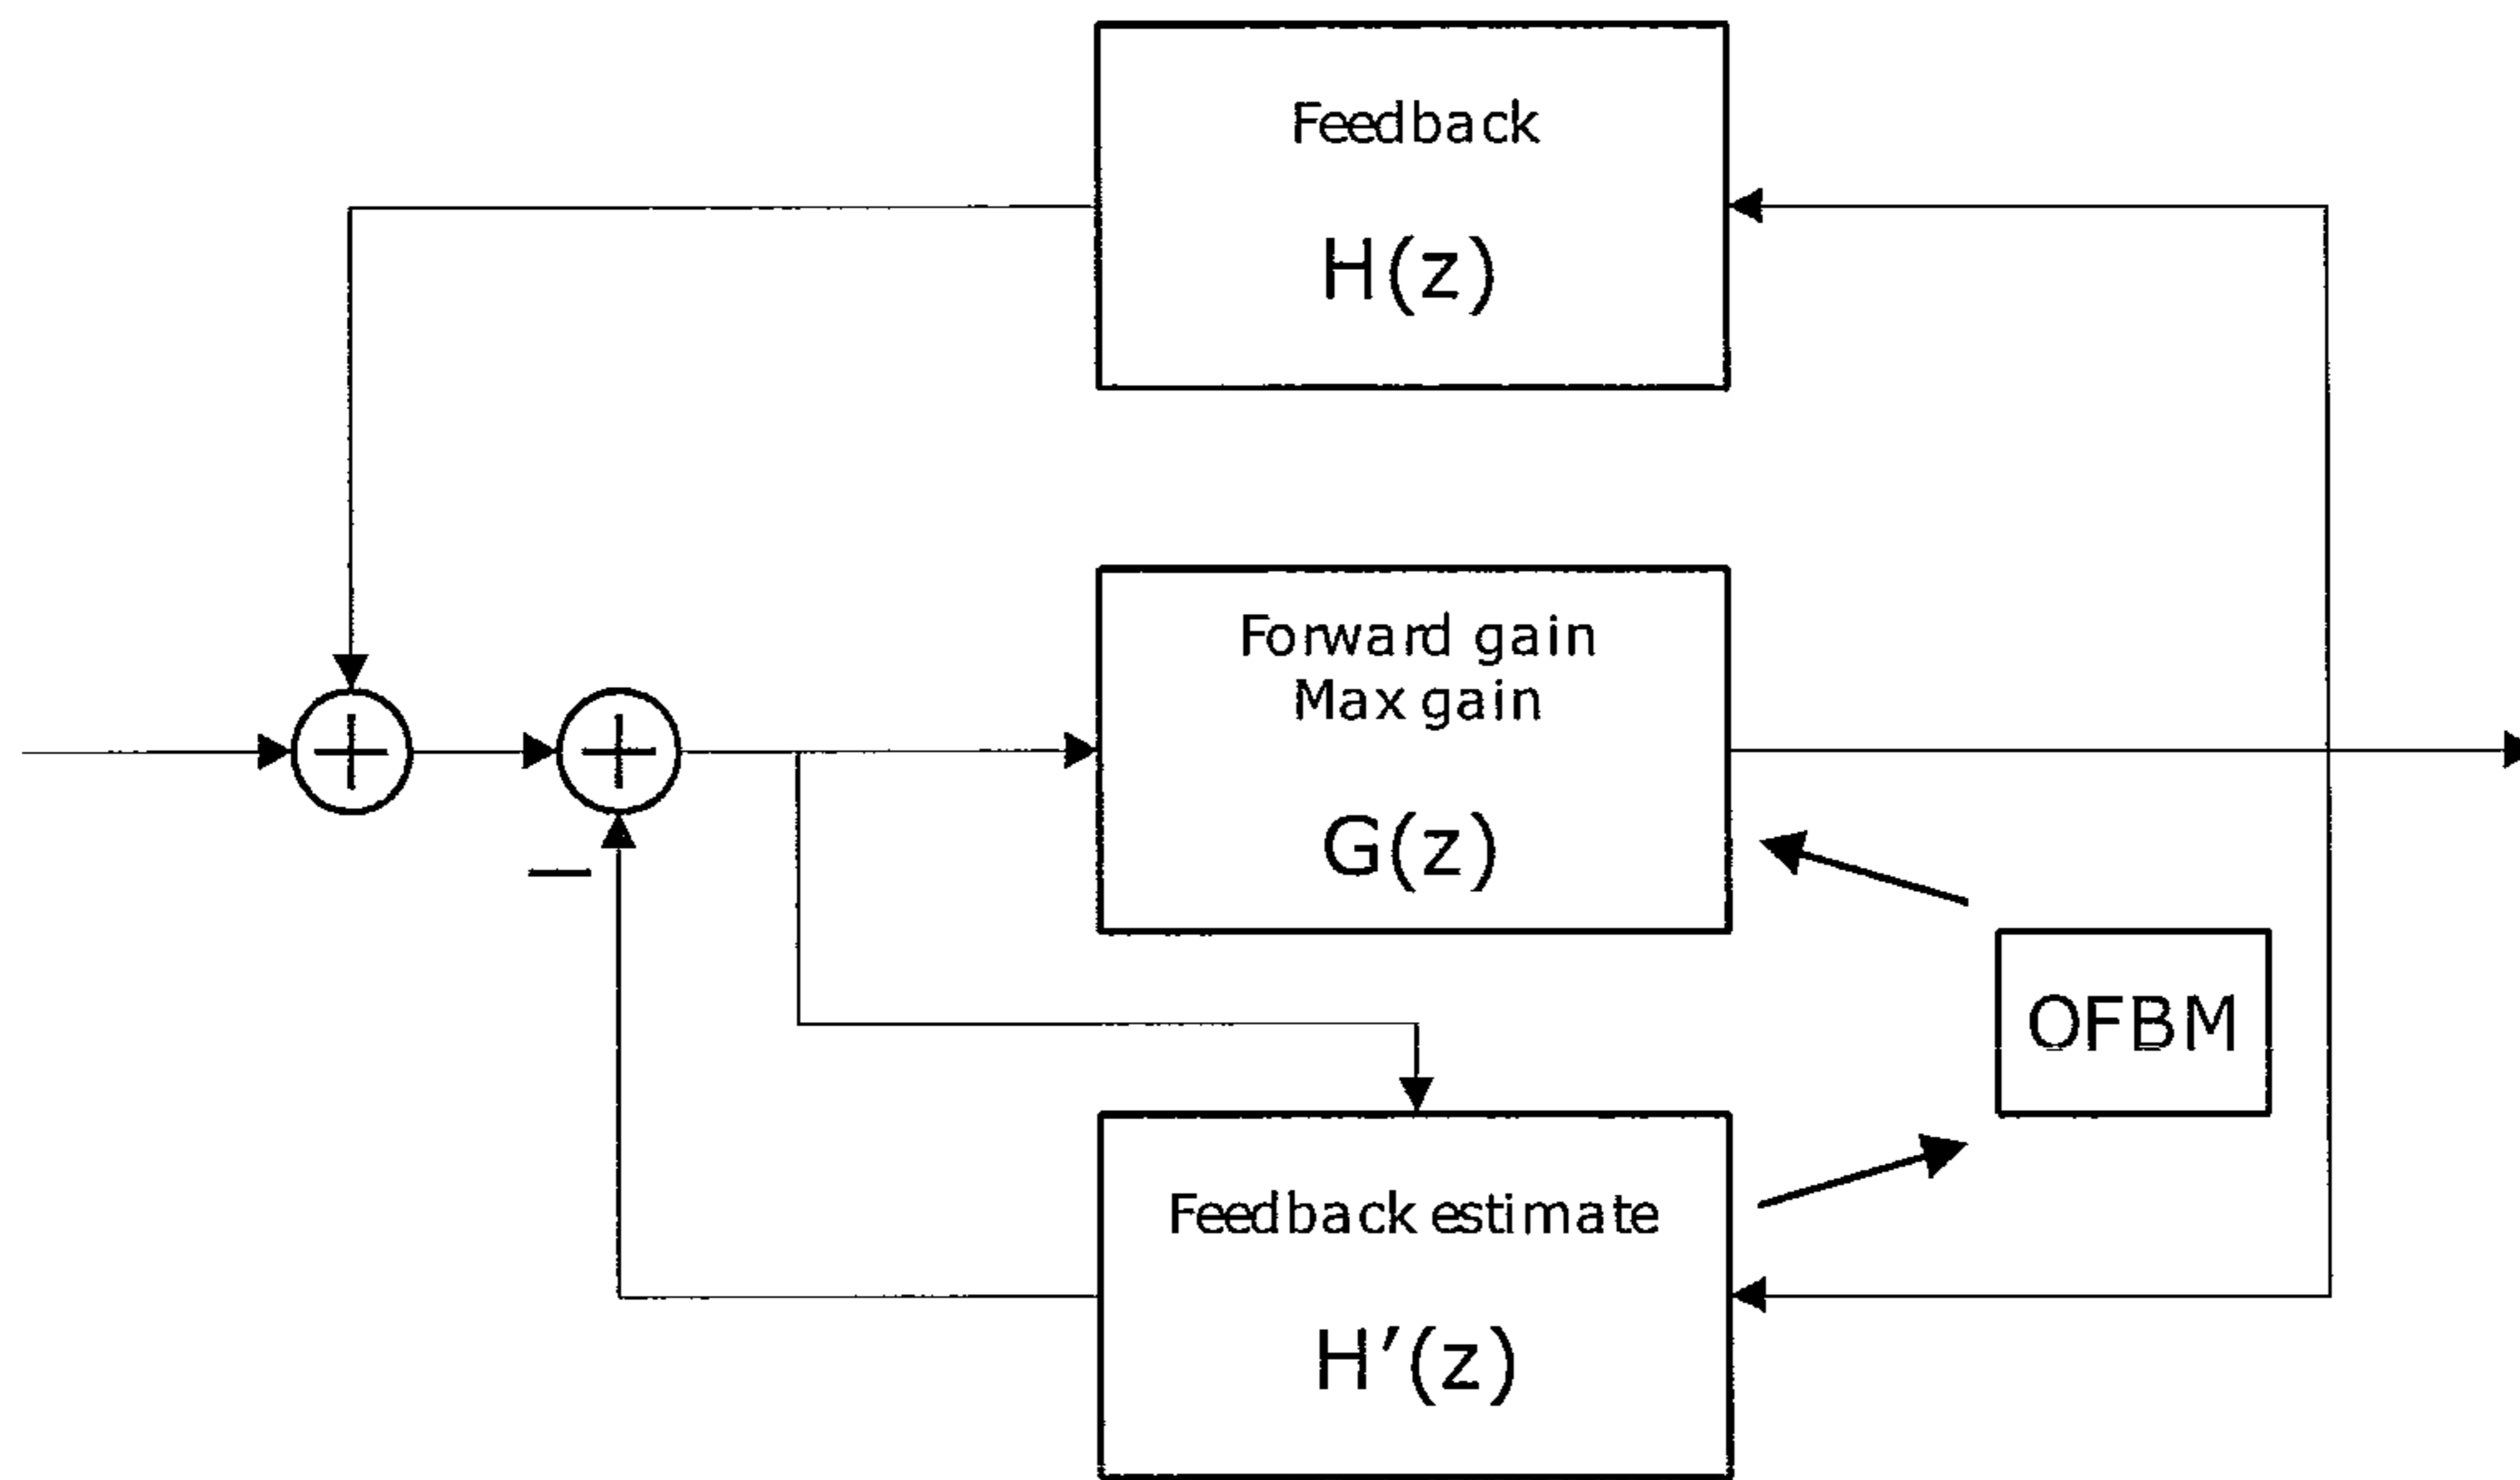 Feedback
H(z)
Forward gain
Max gain
G(z)
OFBM
Feedback estimate
H'(z)